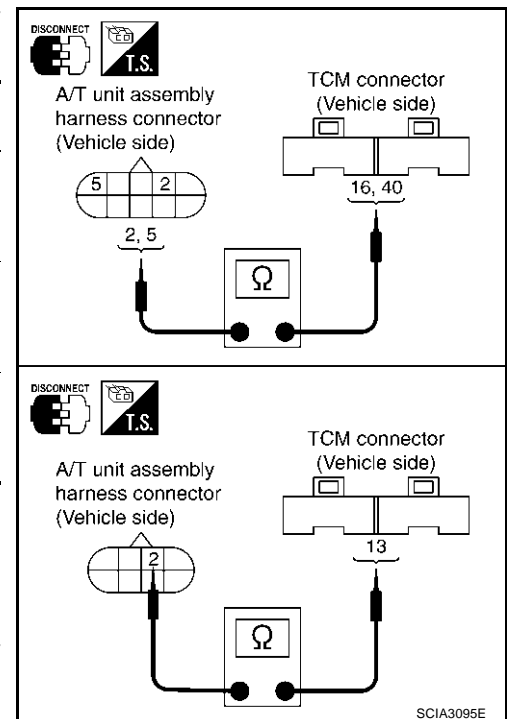 DISCONNECT
T.S.
A/T unit assembly
harness connector
(Vehicle side)
TCM connector
(Vehicle side)
5 2
2, 5
16, 40
Ω
DISCONNECT
T.S.
A/T unit assembly
harness connector
(Vehicle side)
TCM connector
(Vehicle side)
2
13
Ω
SCIA3095E